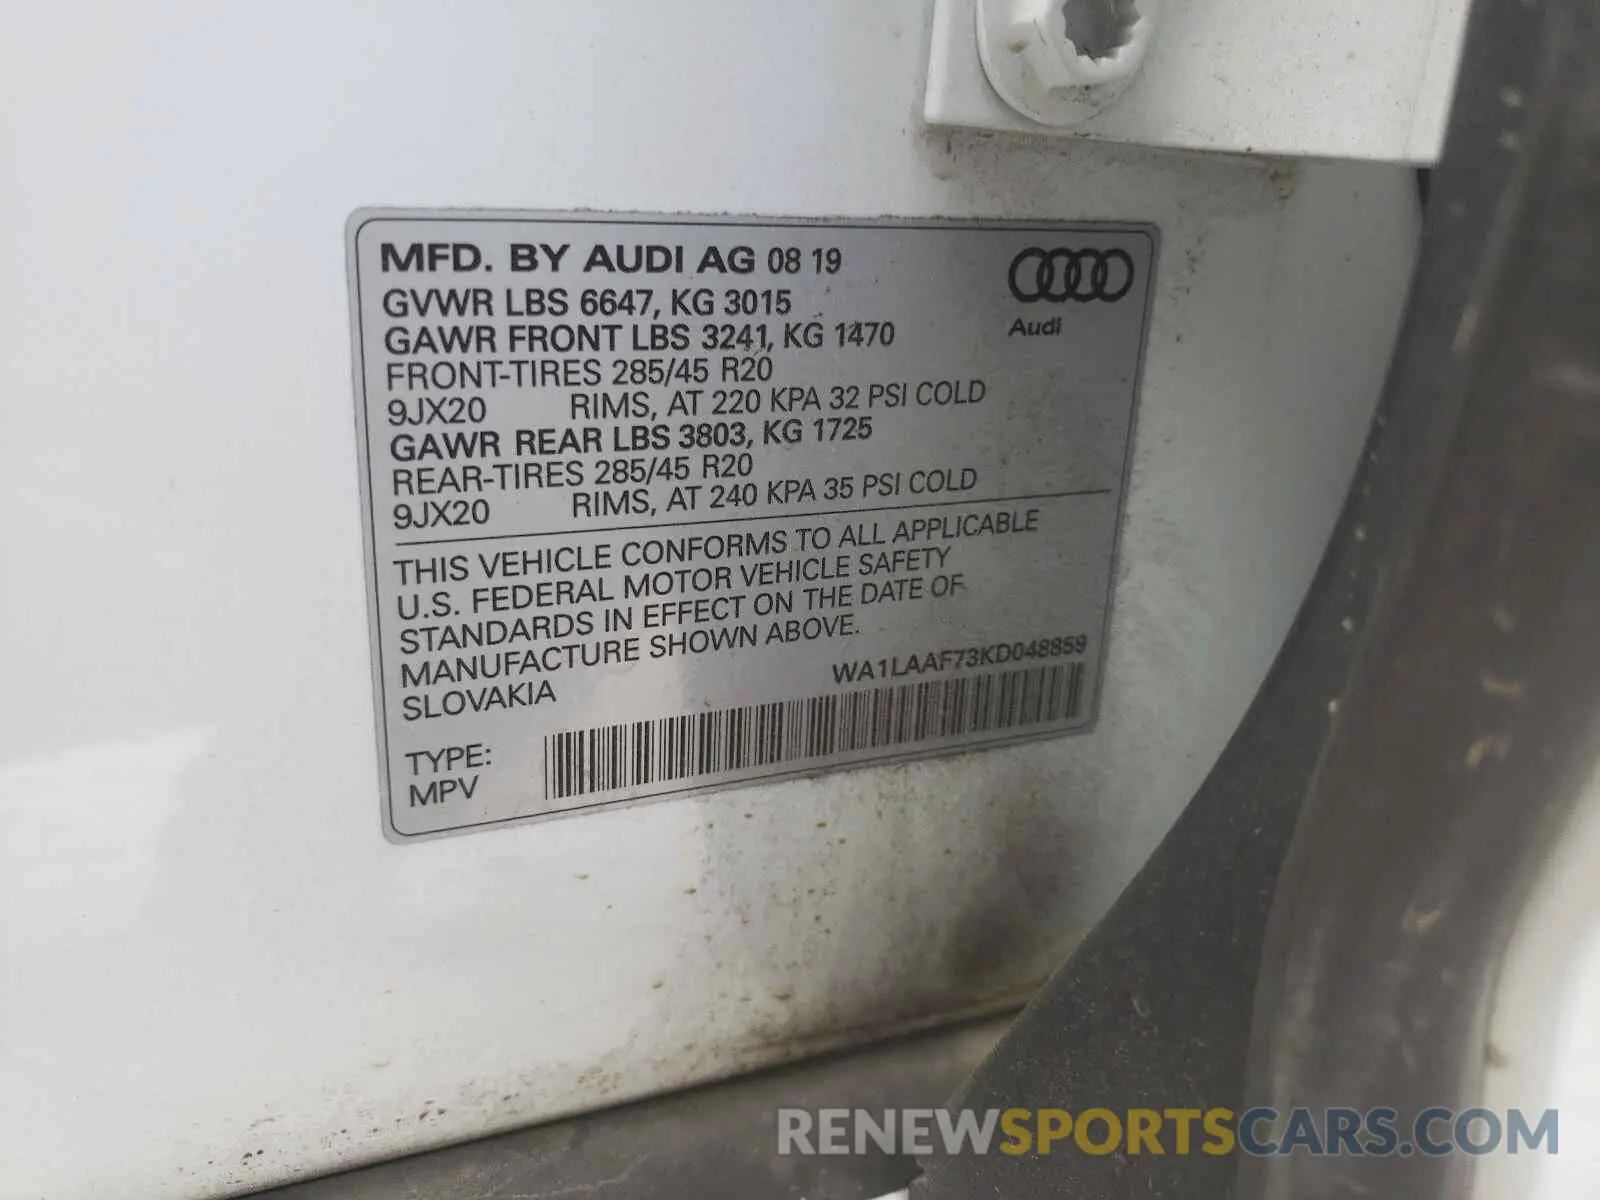 MFD. BY AUDI AG 08 19
GVWR LBS 6647, KG 3015
GAWR FRONT LBS 3241, KG 1470
FRONT-TIRES 285/45 R20
9JX20 RIMS, AT 220 KPA 32 PSI COLD
GAWR REAR LBS 3803, KG 1725
REAR-TIRES 285/45 R20
9JX20 RIMS, AT 240 KPA 35 PSI COLD
Audi
THIS VEHICLE CONFORMS TO ALL APPLICABLE
U.S. FEDERAL MOTOR VEHICLE SAFETY
STANDARDS IN EFFECT ON THE DATE OF
MANUFACTURE SHOWN ABOVE.
SLOVAKIA
WA1LAAF73KD048859
TYPE:
MPV
RENEWSPORTSCARS.COM